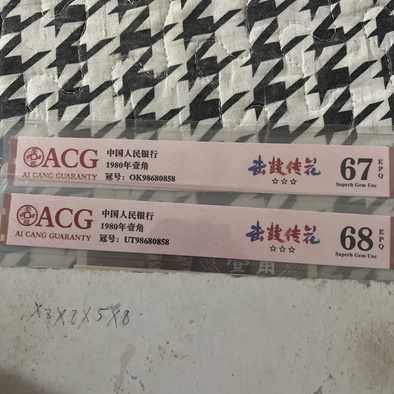 ACG
AI CANG GUARANTY
中国人民银行
1980年壹角
冠号：OK98680858
击鼓传花
☆☆☆
67
EPQ
Superb Gem Unc
ACG
AI CANG GUARANTY
中国人民银行
1980年壹角
冠号：UT98680858
击鼓传花
☆☆☆
68
EPQ
Superb Gem Unc
壹角